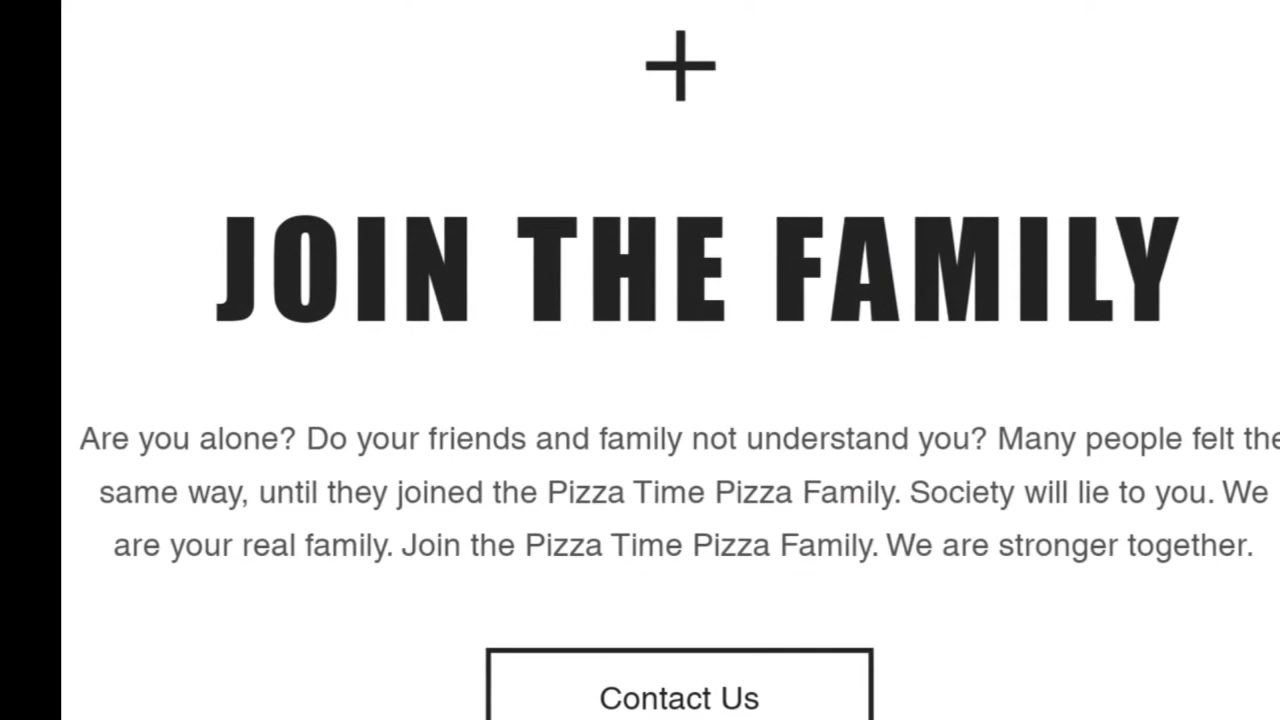 JOIN THE FAMILY
Are you alone? Do your friends and family not understand you? Many people felt the
same way, until they joined the Pizza Time Pizza Family. Society will lie to you. We
are your real family. Join the Pizza Time Pizza Family. We are stronger together.
Contact Us